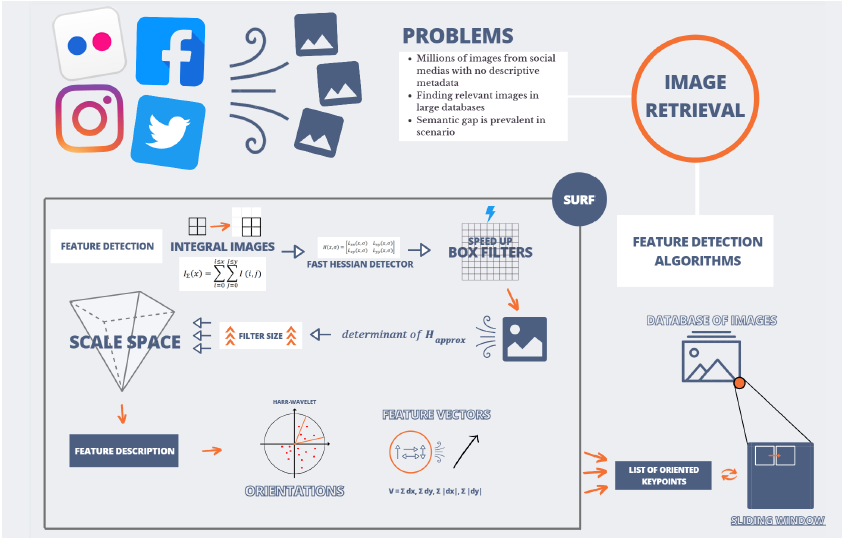 PROBLEMS
• Millions of images from social
medias with no descriptive
metadata
• Finding relevant images in
large databases
• Semantic gap is prevalent in
scenario
IMAGE
RETRIEVAL
SURF
FEATURE DETECTION
ALGORITHMS
FEATURE DETECTION
INTEGRAL IMAGES
FAST HESSIAN DETECTOR
SPEED UP
BOX FILTERS
SCALE SPACE
FILTER SIZE
determinant of H approx
DATABASE OF IMAGES
FEATURE DESCRIPTION
HARR-WAVELET
ORIENTATIONS
FEATURE VECTORS
V = Σ dx, Σ dy, Σ |dx|, Σ |dy|
LIST OF ORIENTED
KEYPOINTS
SLIDING WINDOW